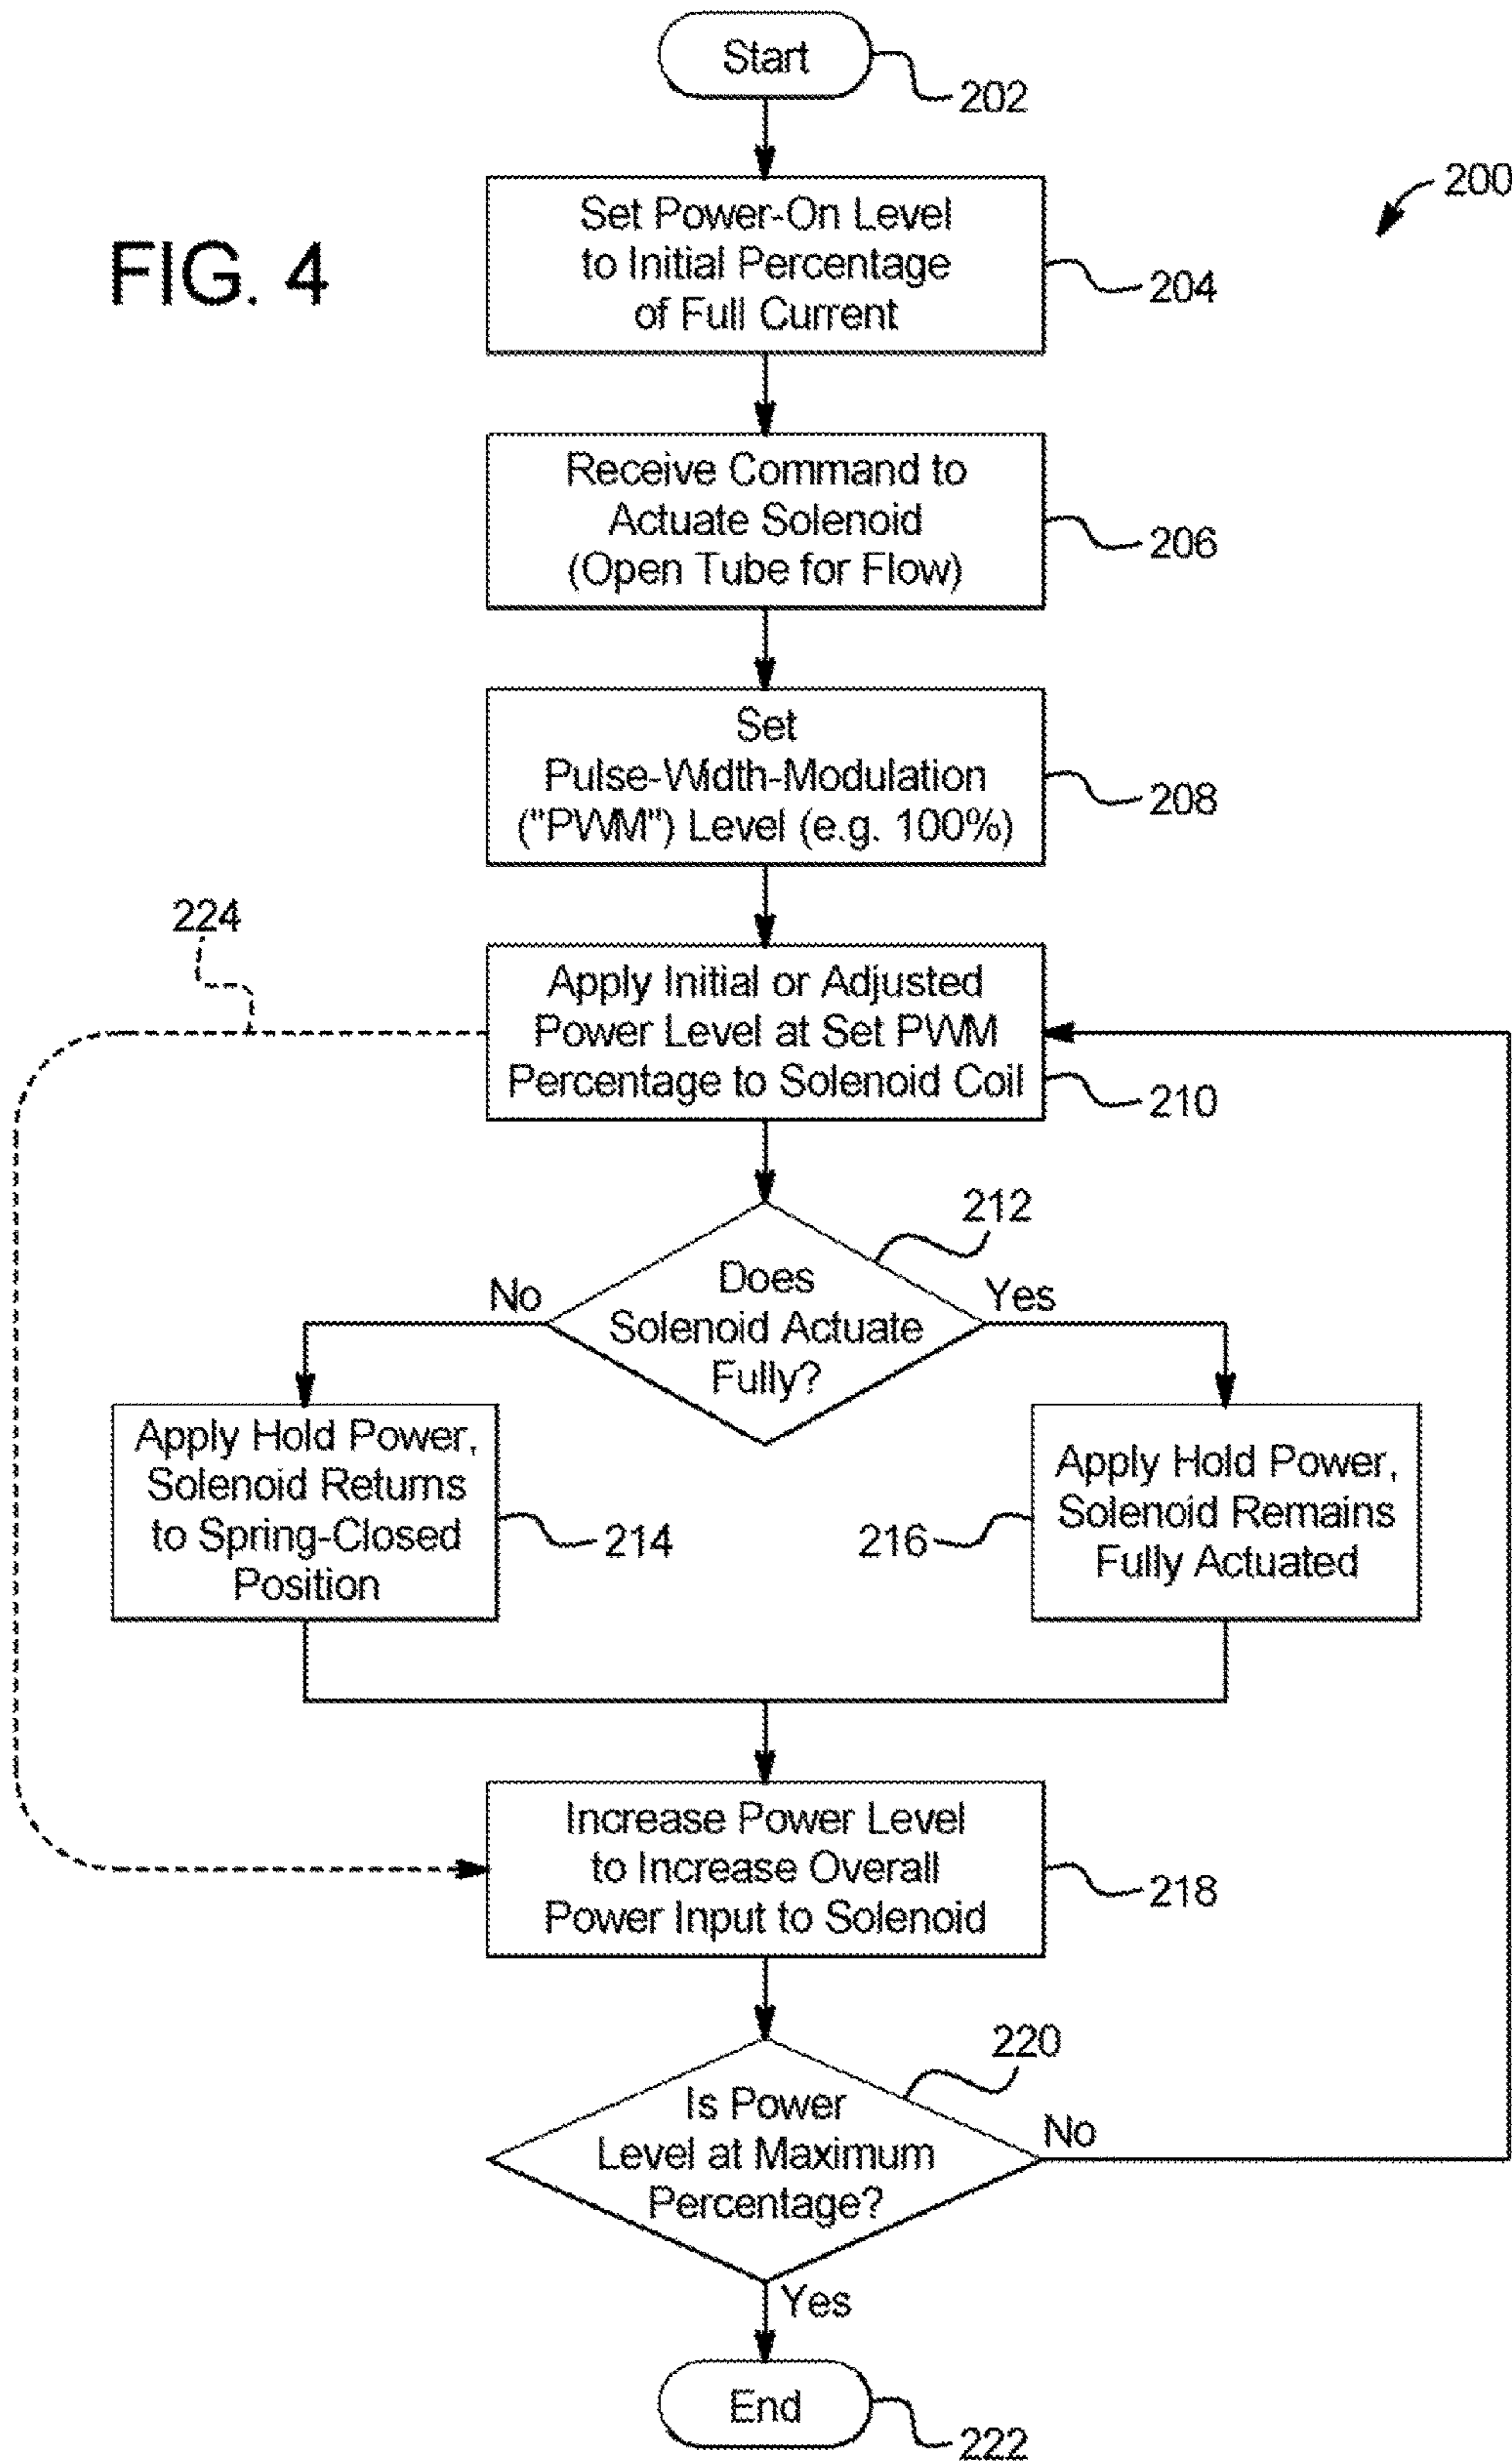 Start
202
200
FIG. 4
Set Power-On Level
to Initial Percentage
of Full Current
204
Receive Command to
Actuate Solenoid
(Open Tube for Flow)
206
Set
Pulse-Width-Modulation
("PWM") Level (e.g. 100%)
208
224
Apply Initial or Adjusted
Power Level at Set PWM
Percentage to Solenoid Coil
210
212
Does
Solenoid Actuate
Fully?
No
Yes
Apply Hold Power,
Solenoid Returns
to Spring-Closed
Position
214
Apply Hold Power,
Solenoid Remains
Fully Actuated
216
Increase Power Level
to Increase Overall
Power Input to Solenoid
218
220
Is Power
Level at Maximum
Percentage?
No
Yes
End
222